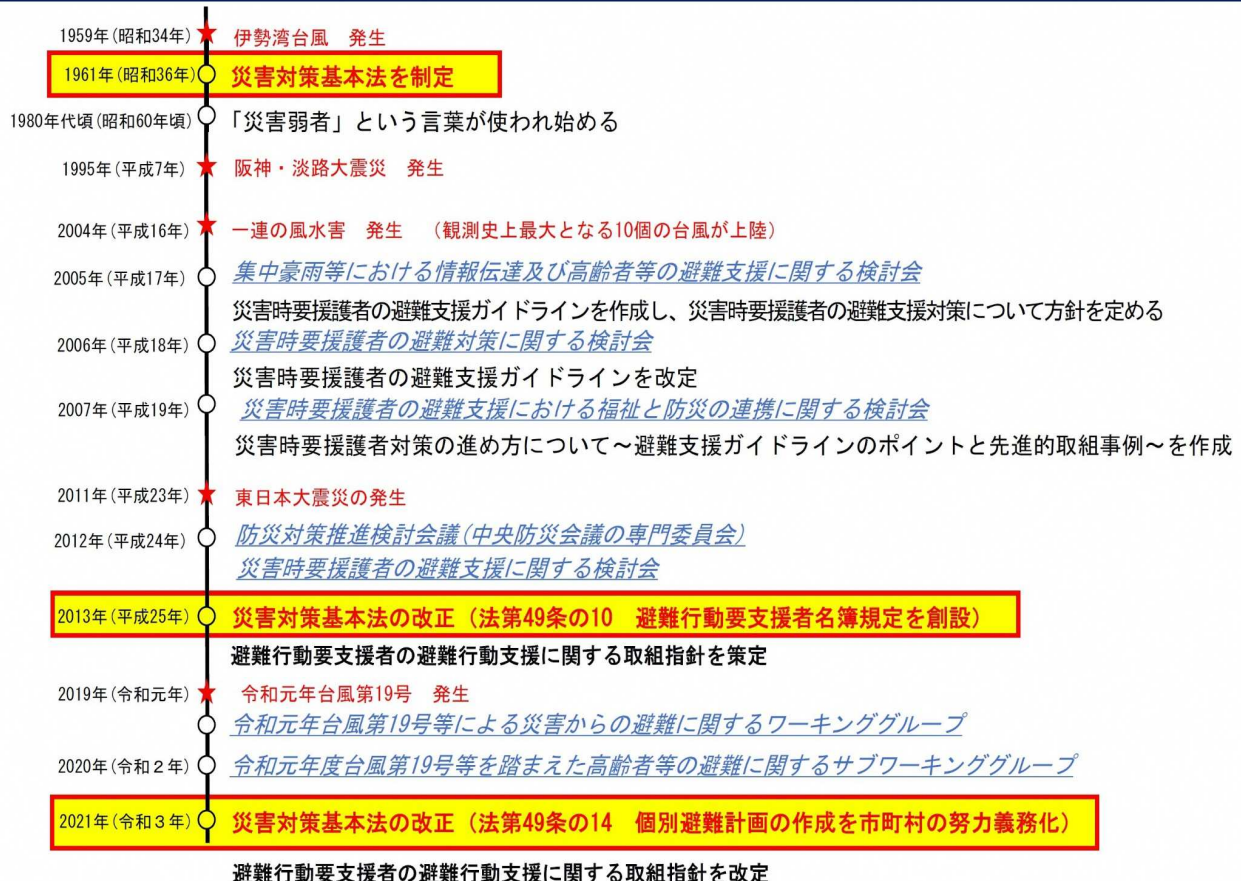 1959年(昭和34年) ★ 伊勢湾台風　発生
1961年(昭和36年) 災害対策基本法を制定
1980年代頃(昭和60年頃) 「災害弱者」という言葉が使われ始める
1995年(平成7年) ★ 阪神・淡路大震災　発生
2004年(平成16年) ★ 一連の風水害　発生　（観測史上最大となる10個の台風が上陸）
2005年(平成17年) 集中豪雨等における情報伝達及び高齢者等の避難支援に関する検討会
災害時要援護者の避難支援ガイドラインを作成し、災害時要援護者の避難支援対策について方針を定める
2006年(平成18年) 災害時要援護者の避難対策に関する検討会
災害時要援護者の避難支援ガイドラインを改定
2007年(平成19年) 災害時要援護者の避難支援における福祉と防災の連携に関する検討会
災害時要援護者対策の進め方について～避難支援ガイドラインのポイントと先進的取組事例～を作成
2011年(平成23年) ★ 東日本大震災の発生
2012年(平成24年) 防災対策推進検討会議(中央防災会議の専門委員会)
災害時要援護者の避難支援に関する検討会
2013年(平成25年) 災害対策基本法の改正（法第49条の10　避難行動要支援者名簿規定を創設）
避難行動要支援者の避難行動支援に関する取組指針を策定
2019年(令和元年) ★ 令和元年台風第19号　発生
令和元年台風第19号等による災害からの避難に関するワーキンググループ
2020年(令和２年) 令和元年度台風第19号等を踏まえた高齢者等の避難に関するサブワーキンググループ
2021年(令和３年) 災害対策基本法の改正（法第49条の14　個別避難計画の作成を市町村の努力義務化）
避難行動要支援者の避難行動支援に関する取組指針を改定